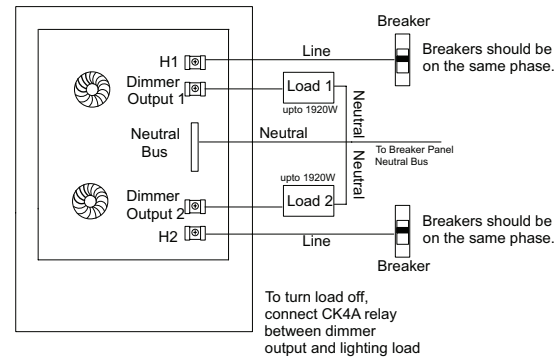 Breaker
H1
Line
Breakers should be
on the same phase.
Dimmer
Output 1
Load 1
upto 1920W
Neutral
Neutral
Bus
Neutral
To Breaker Panel
Neutral Bus
Neutral
upto 1920W
Dimmer
Output 2
Load 2
H2
Line
Breakers should be
on the same phase.
Breaker
To turn load off,
connect CK4A relay
between dimmer
output and lighting load